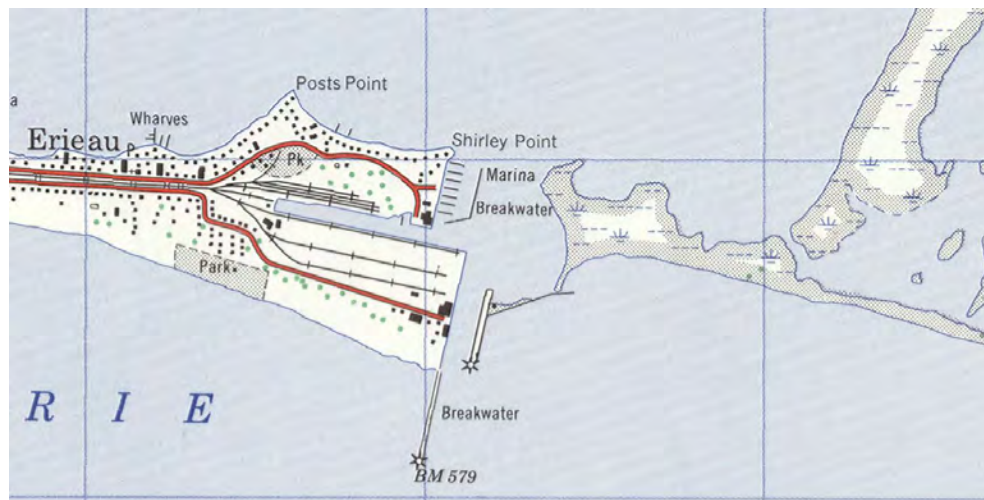 Posts Point
a
Wharves
Erieau
P
Pk
Shirley Point
Marina
Breakwater
Park
R I E
Breakwater
BM 579